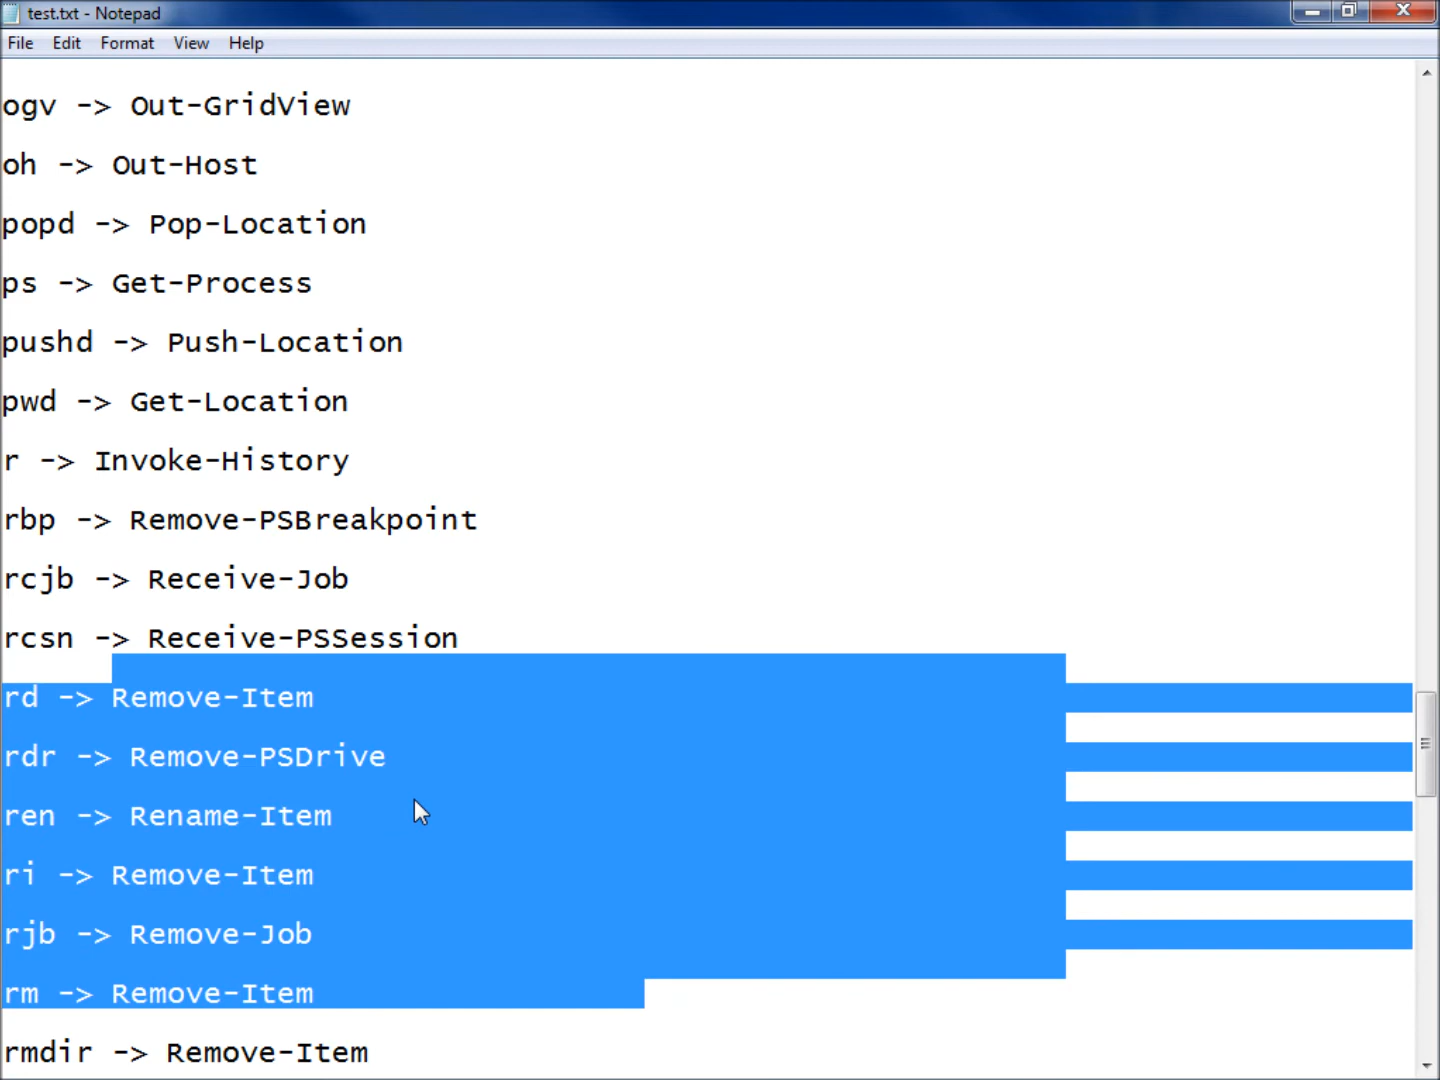 test.txt - Notepad
File Edit Format View Help
ogv -> Out-GridView
oh -> Out-Host
popd -> Pop-Location
ps -> Get-Process
pushd -> Push-Location
pwd -> Get-Location
r -> Invoke-History
rbp -> Remove-PSBreakpoint
rcjb -> Receive-Job
rcsn -> Receive-PSSession
rd -> Remove-Item
rdr -> Remove-PSDrive
ren -> Rename-Item
ri -> Remove-Item
rjb -> Remove-Job
rm -> Remove-Item
rmdir -> Remove-Item